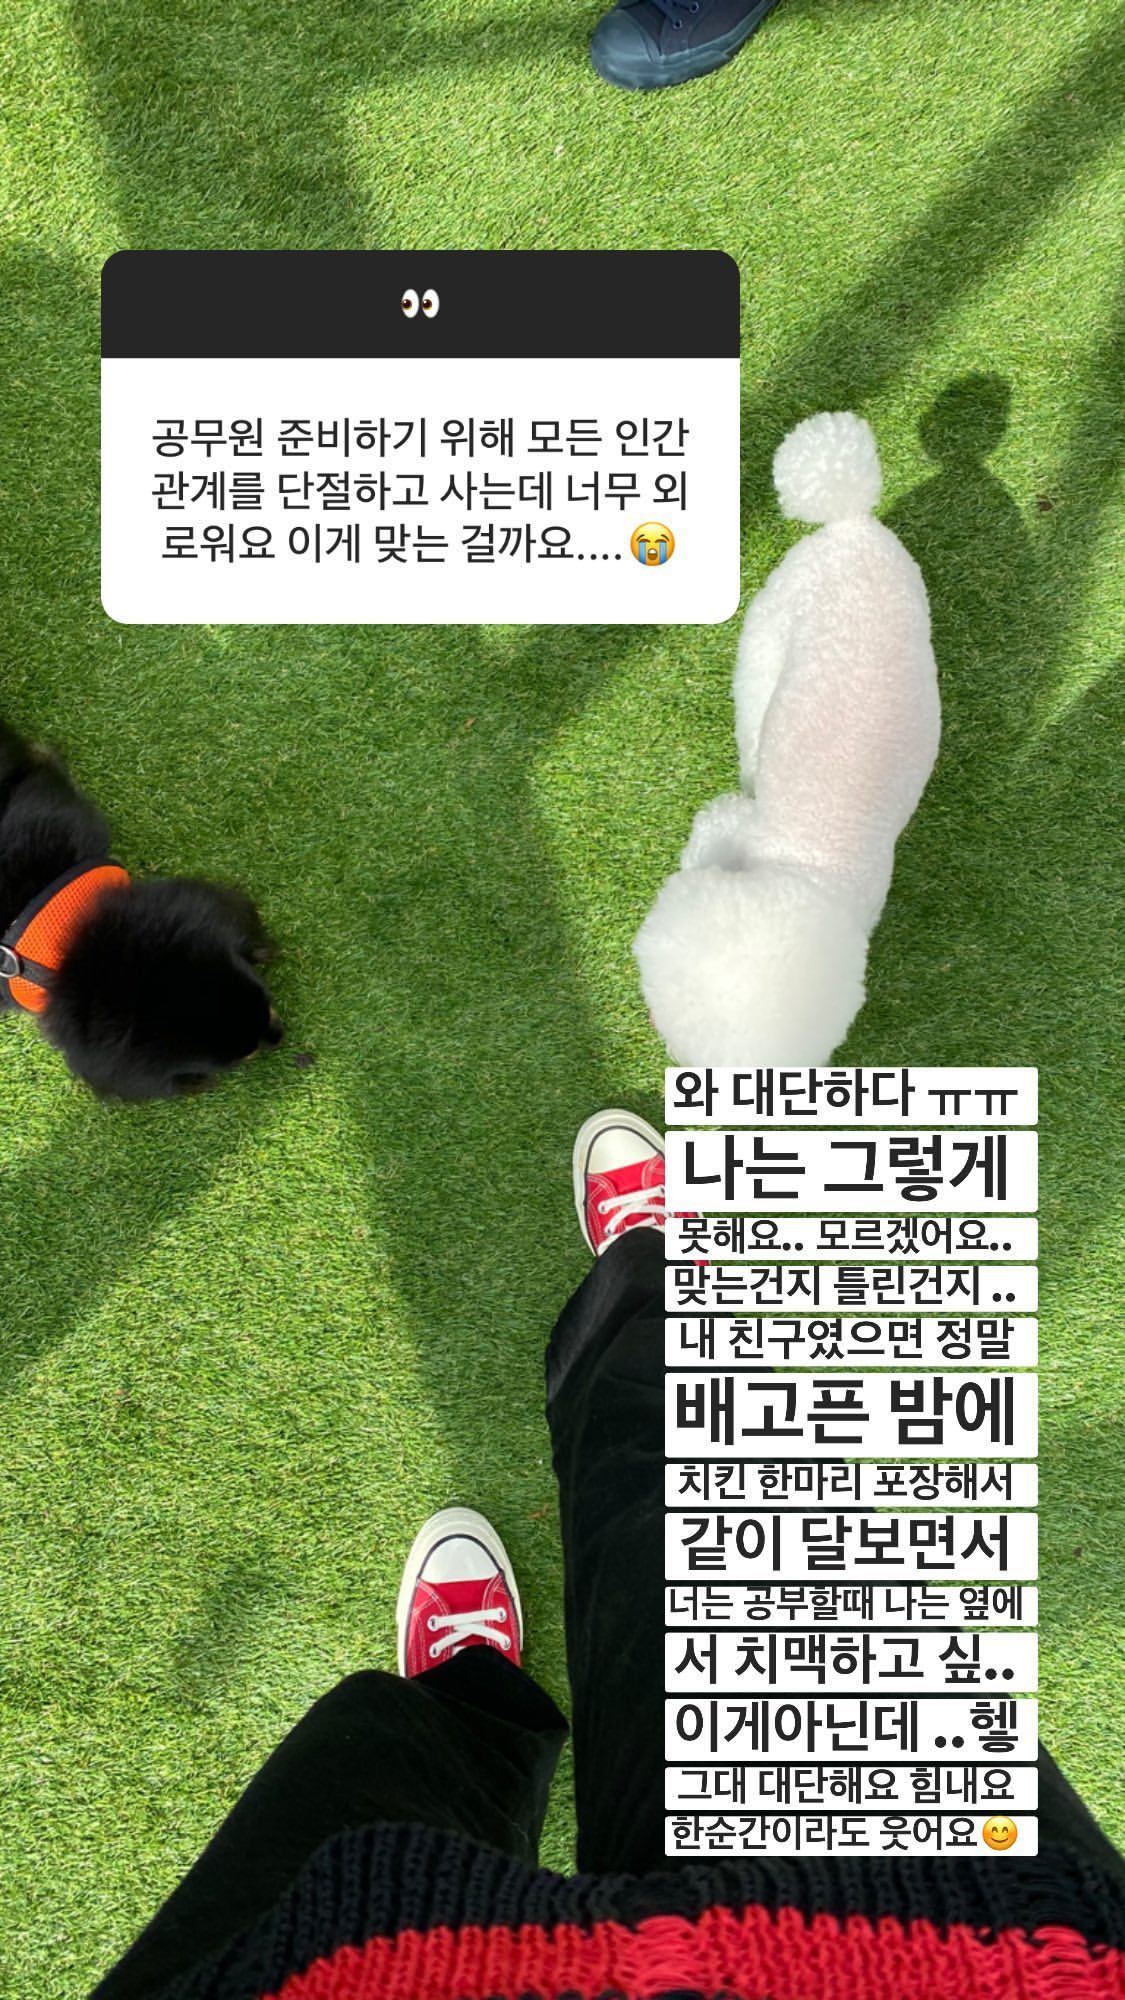 👀
공무원 준비하기 위해 모든 인간
관계를 단절하고 사는데 너무 외
로워요 이게 맞는 걸까요....😭
와 대단하다 ㅠㅠ
나는 그렇게
못해요.. 모르겠어요..
맞는건지 틀린건지 ..
내 친구였으면 정말
배고픈 밤에
치킨 한마리 포장해서
같이 달보면서
너는 공부할때 나는 옆에
서 치맥하고 싶..
이게아닌데 ..헿
그대 대단해요 힘내요
한순간이라도 웃어요😊